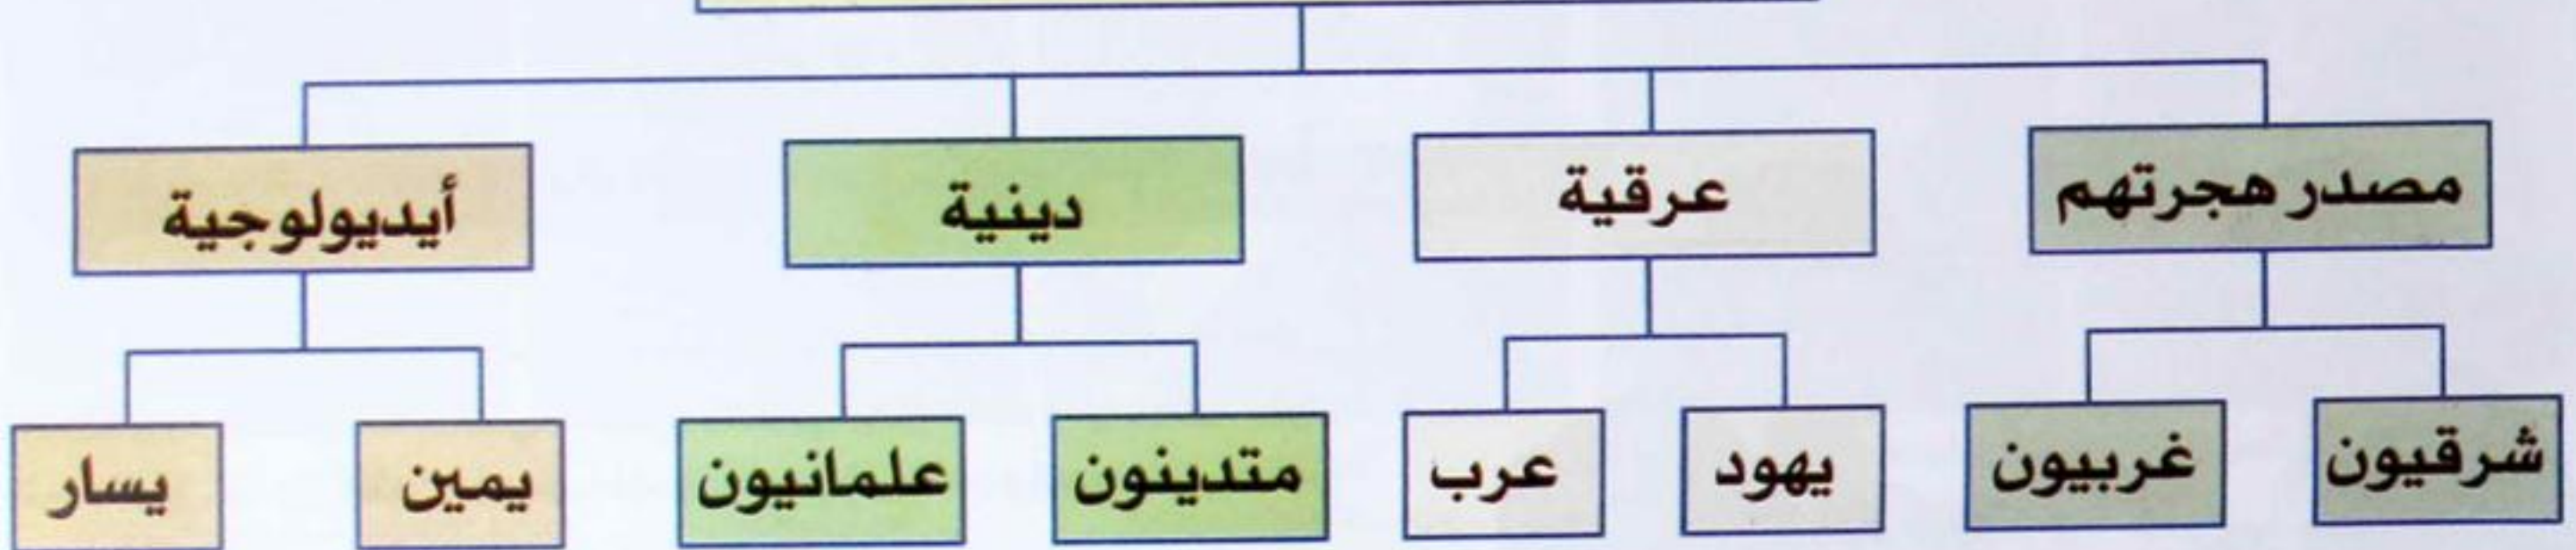 مصدر هجرتهم
عرقية
دينية
أيديولوجية
شرقيون
غربيون
يهود
عرب
متدينون
علمانيون
يمين
يسار